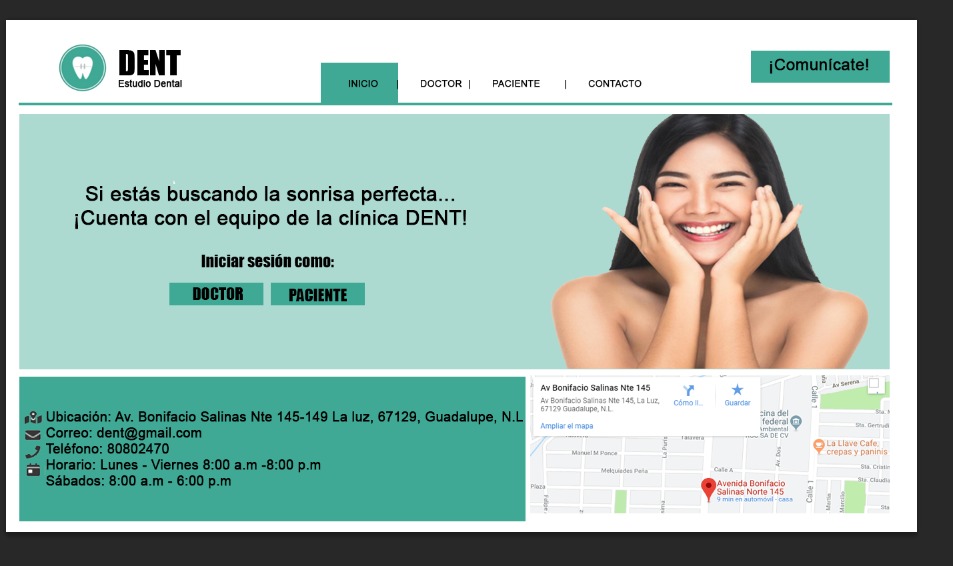 DENT
Estudio Dental
INICIO | DOCTOR | PACIENTE | CONTACTO
¡Comunícate!
Si estás buscando la sonrisa perfecta...
¡Cuenta con el equipo de la clínica DENT!
Iniciar sesión como:
DOCTOR PACIENTE
Ubicación: Av. Bonifacio Salinas Nte 145-149 La luz, 67129, Guadalupe, N.L
Correo: dent@gmail.com
Teléfono: 80802470
Horario: Lunes - Viernes 8:00 a.m -8:00 p.m
Sábados: 8:00 a.m - 6:00 p.m
Av Bonifacio Salinas Nte 145
Av Bonifacio Salinas Nte 145, La Luz,
67129 Guadalupe, N.L.
Cómo ll...
Guardar
Ampliar el mapa
Av Serena
Calle 1
cina del
federal
Ambiental
SA DE CV
Sta. Gertrudi
La Llave Cafe,
crepas y paninis
Manuel M Ponce
Melquiades Peña
Calle A
Av. Dos
Sta. Cristin
Sta. Claudia
Plaza
Avenida Bonifacio
Salinas Norte 145
9 min en automóvil - casa
Calle 1